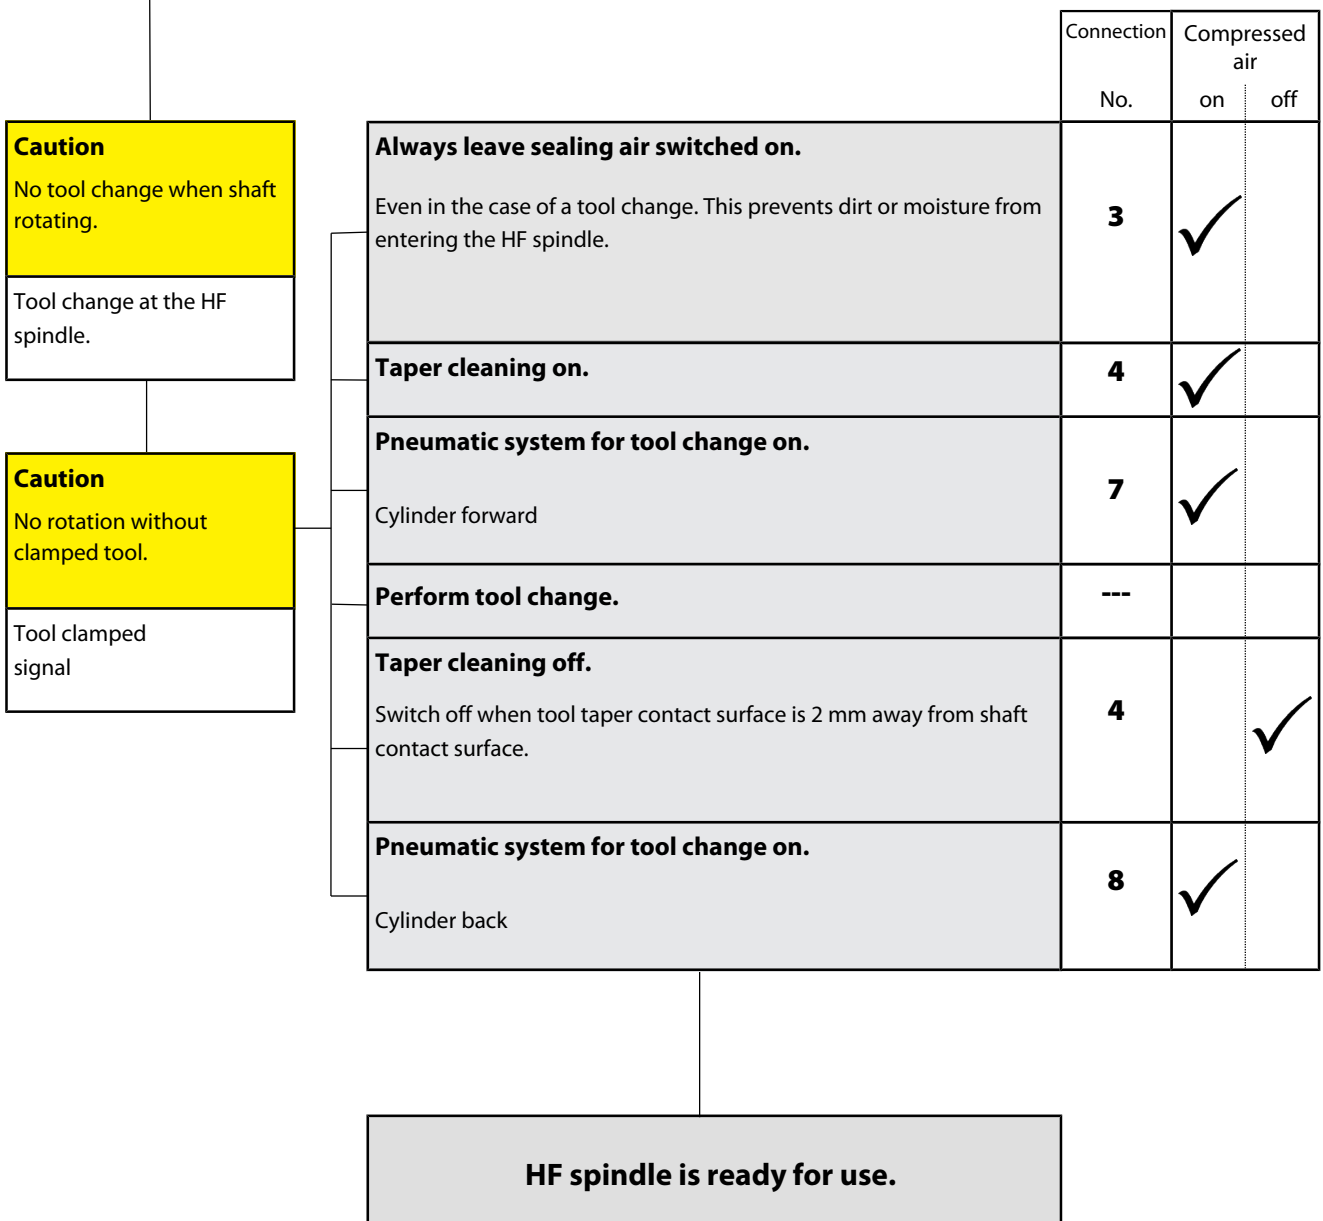 Connection
No.
Compressed
air
on
off
Caution
No tool change when shaft
rotating.
Tool change at the HF
spindle.
Caution
No rotation without
clamped tool.
Tool clamped
signal
Always leave sealing air switched on.
Even in the case of a tool change. This prevents dirt or moisture from
entering the HF spindle.
3
Taper cleaning on.
4
Pneumatic system for tool change on.
Cylinder forward
7
Perform tool change.
---
Taper cleaning off.
Switch off when tool taper contact surface is 2 mm away from shaft
contact surface.
4
Pneumatic system for tool change on.
Cylinder back
8
HF spindle is ready for use.